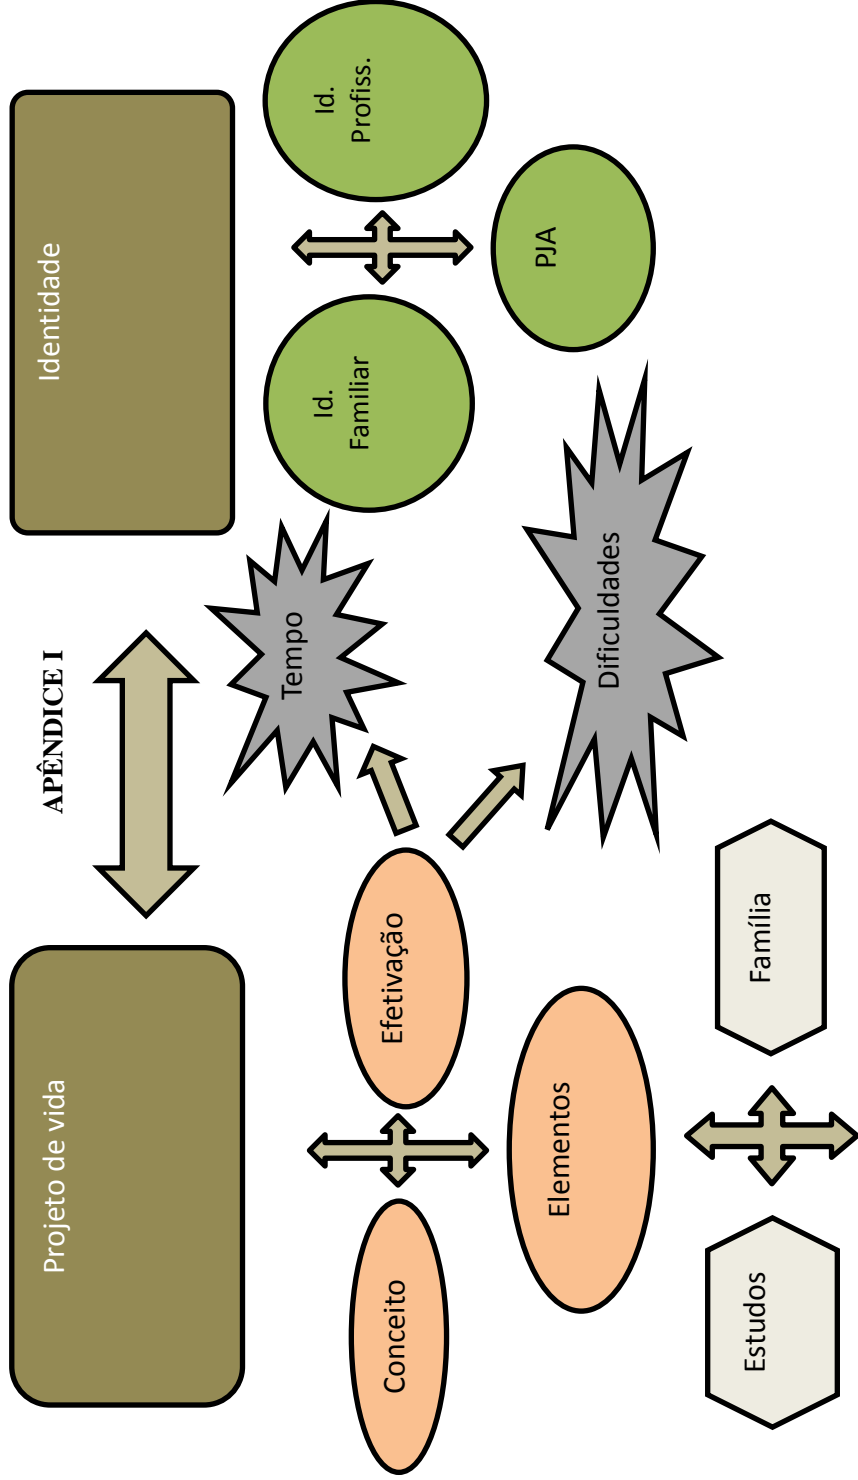 APÊNDICE I
Projeto de vida
Identidade
Conceito
Efetivação
Elementos
Tempo
Dificuldades
Id.
Familiar
Id.
Profiss.
PJA
Estudos
Família